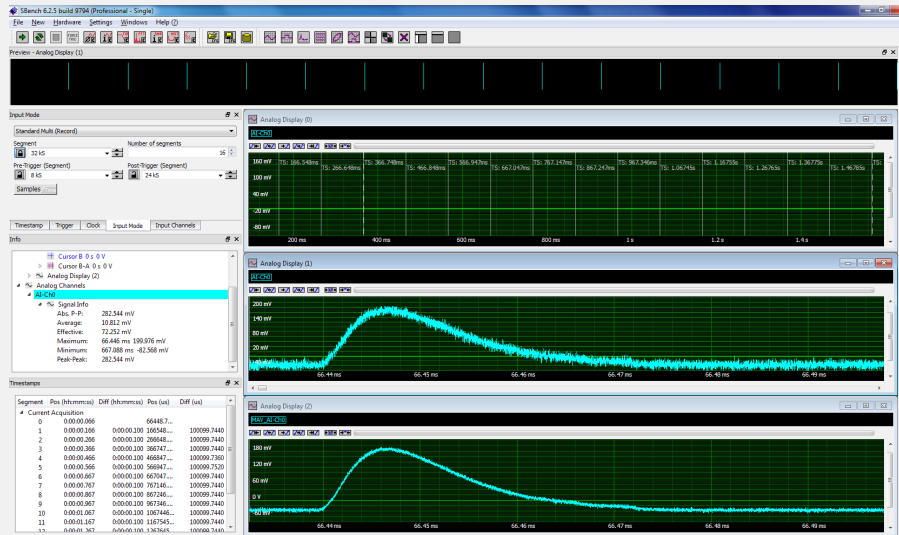 SBench 6.2.5 build 9794 (Professional - Single)
File New Hardware Settings Windows Help
Preview - Analog Display (1)
Input Mode
Standard Multi (Record)
Segment Number of segments
32 kS 16
Pre-Trigger (Segment) Post-Trigger (Segment)
8 kS 24 kS
Samples
Timestamp Trigger Clock Input Mode Input Channels
Info
Cursor B 0 s 0 V
Cursor B-A 0 s 0 V
Analog Display (2)
Analog Channels
AI-Ch0
Signal Info
Abs. P-P: 282.544 mV
Average: 10.812 mV
Effective: 72.252 mV
Maximum: 66.446 ms 199.976 mV
Minimum: 667.088 ms -82.568 mV
Peak-Peak: 282.544 mV
Timestamps
Segment Pos (hh:mm:ss) Diff (hh:mm:ss) Pos (us) Diff (us)
Current Acquisition
0 0:00:00.066 66448.7...
1 0:00:00.166 0:00:00.100 166548.... 100099.7440
2 0:00:00.266 0:00:00.100 266648.... 100099.7440
3 0:00:00.366 0:00:00.100 366747.... 100099.7360
4 0:00:00.466 0:00:00.100 466847.... 100099.7360
5 0:00:00.566 0:00:00.100 566947.... 100099.7520
6 0:00:00.667 0:00:00.100 667047.... 100099.7440
7 0:00:00.767 0:00:00.100 767146.... 100099.7440
8 0:00:00.867 0:00:00.100 867246.... 100099.7440
9 0:00:00.967 0:00:00.100 967346.... 100099.7440
10 0:00:01.067 0:00:00.100 1067446... 100099.7440
11 0:00:01.167 0:00:00.100 1167545... 100099.7440
12 0:00:01.267 0:00:00.100 1267645... 100099.7440
Analog Display (0)
AI-Ch0
160 mV TS: 166.548ms TS: 366.748ms TS: 566.947ms TS: 767.147ms TS: 967.346ms TS: 1.16755s TS: 1.36775s TS:
TS: 266.648ms TS: 466.848ms TS: 667.047ms TS: 867.247ms TS: 1.06745s TS: 1.26765s TS: 1.46785s
100 mV
40 mV
-20 mV
-80 mV
200 ms 400 ms 600 ms 800 ms 1 s 1.2 s 1.4 s
Analog Display (1)
AI-Ch0
200 mV
140 mV
80 mV
20 mV
66.44 ms 66.45 ms 66.46 ms 66.47 ms 66.48 ms 66.49 ms
Analog Display (2)
MAV_AI-Ch0
180 mV
120 mV
60 mV
0 V
-60 mV
66.44 ms 66.45 ms 66.46 ms 66.47 ms 66.48 ms 66.49 ms